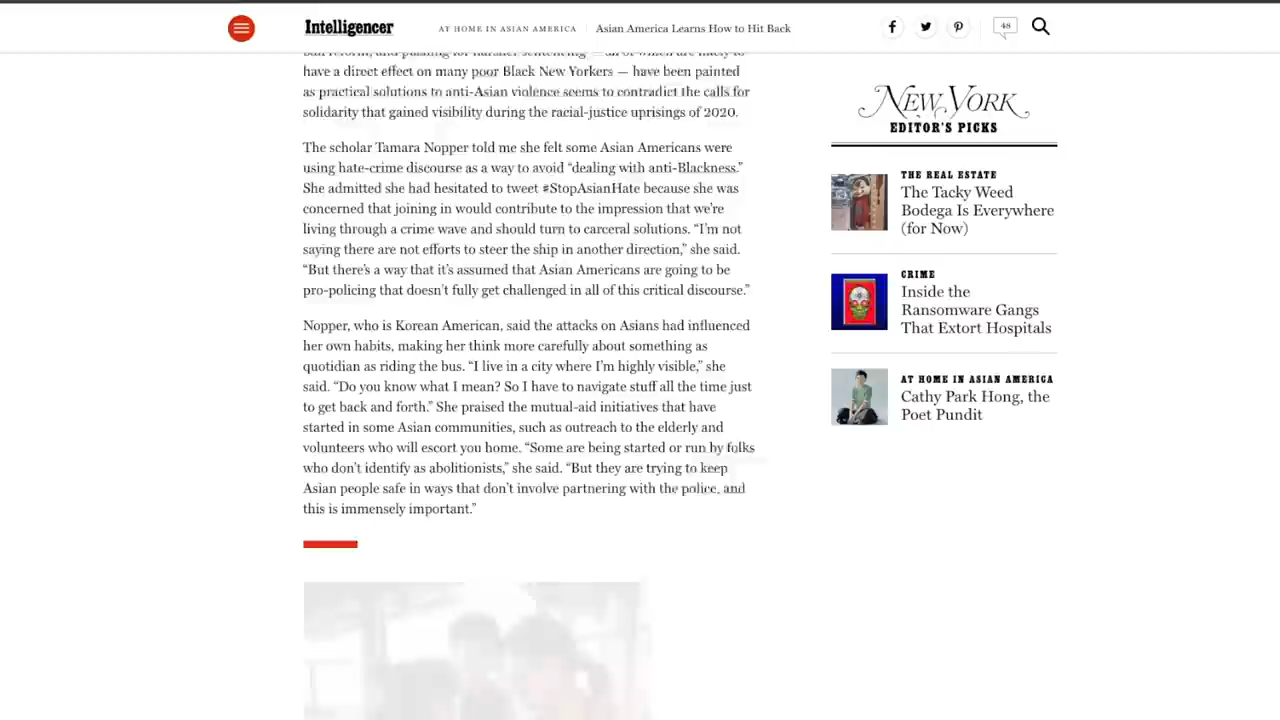 Intelligencer
AT HOME IN ASIAN AMERICA
Asian America Learns How to Hit Back
48
bail reform, and pushing for harsher sentencing — all of which are likely to
have a direct effect on many poor Black New Yorkers — have been painted
as practical solutions to anti-Asian violence seems to contradict the calls for
solidarity that gained visibility during the racial-justice uprisings of 2020.
The scholar Tamara Nopper told me she felt some Asian Americans were
using hate-crime discourse as a way to avoid “dealing with anti-Blackness.”
She admitted she had hesitated to tweet #StopAsianHate because she was
concerned that joining in would contribute to the impression that we’re
living through a crime wave and should turn to carceral solutions. “I’m not
saying there are not efforts to steer the ship in another direction,” she said.
“But there’s a way that it’s assumed that Asian Americans are going to be
pro-policing that doesn’t fully get challenged in all of this critical discourse.”
Nopper, who is Korean American, said the attacks on Asians had influenced
her own habits, making her think more carefully about something as
quotidian as riding the bus. “I live in a city where I’m highly visible,” she
said. “Do you know what I mean? So I have to navigate stuff all the time just
to get back and forth.” She praised the mutual-aid initiatives that have
started in some Asian communities, such as outreach to the elderly and
volunteers who will escort you home. “Some are being started or run by folks
who don’t identify as abolitionists,” she said. “But they are trying to keep
Asian people safe in ways that don’t involve partnering with the police, and
this is immensely important.”
NEW YORK
EDITOR’S PICKS
THE REAL ESTATE
The Tacky Weed
Bodega Is Everywhere
(for Now)
CRIME
Inside the
Ransomware Gangs
That Extort Hospitals
AT HOME IN ASIAN AMERICA
Cathy Park Hong, the
Poet Pundit